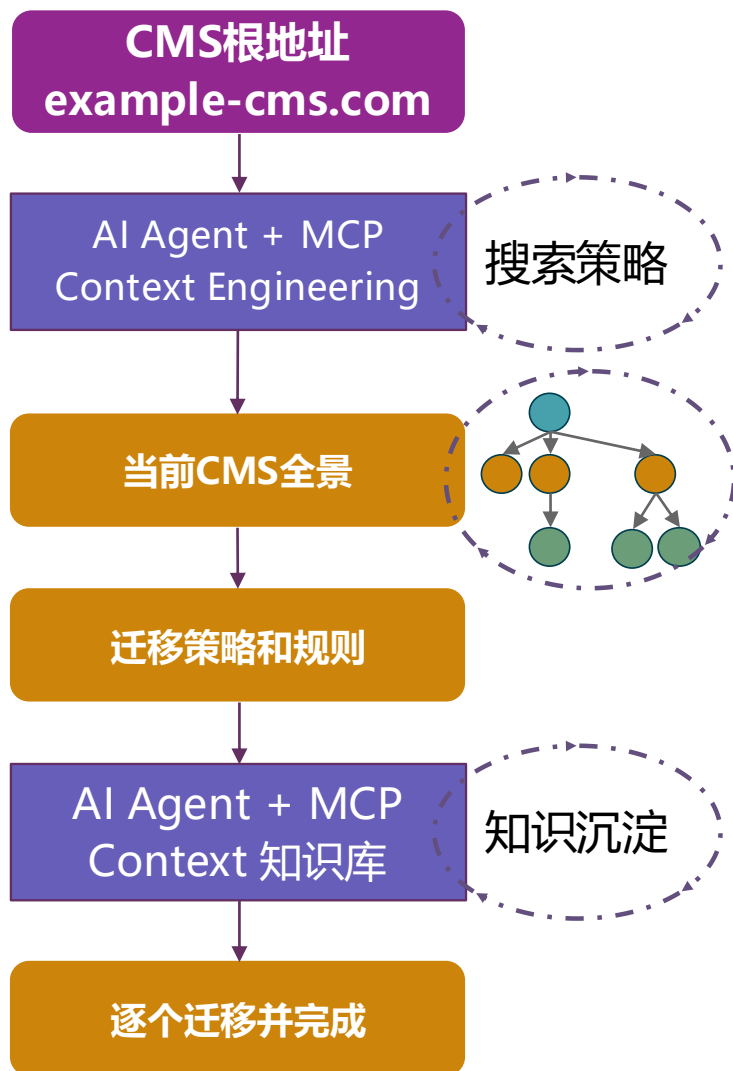 CMS根地址
example-cms.com
AI Agent + MCP
Context Engineering
搜索策略
当前CMS全景
迁移策略和规则
AI Agent + MCP
Context 知识库
知识沉淀
逐个迁移并完成